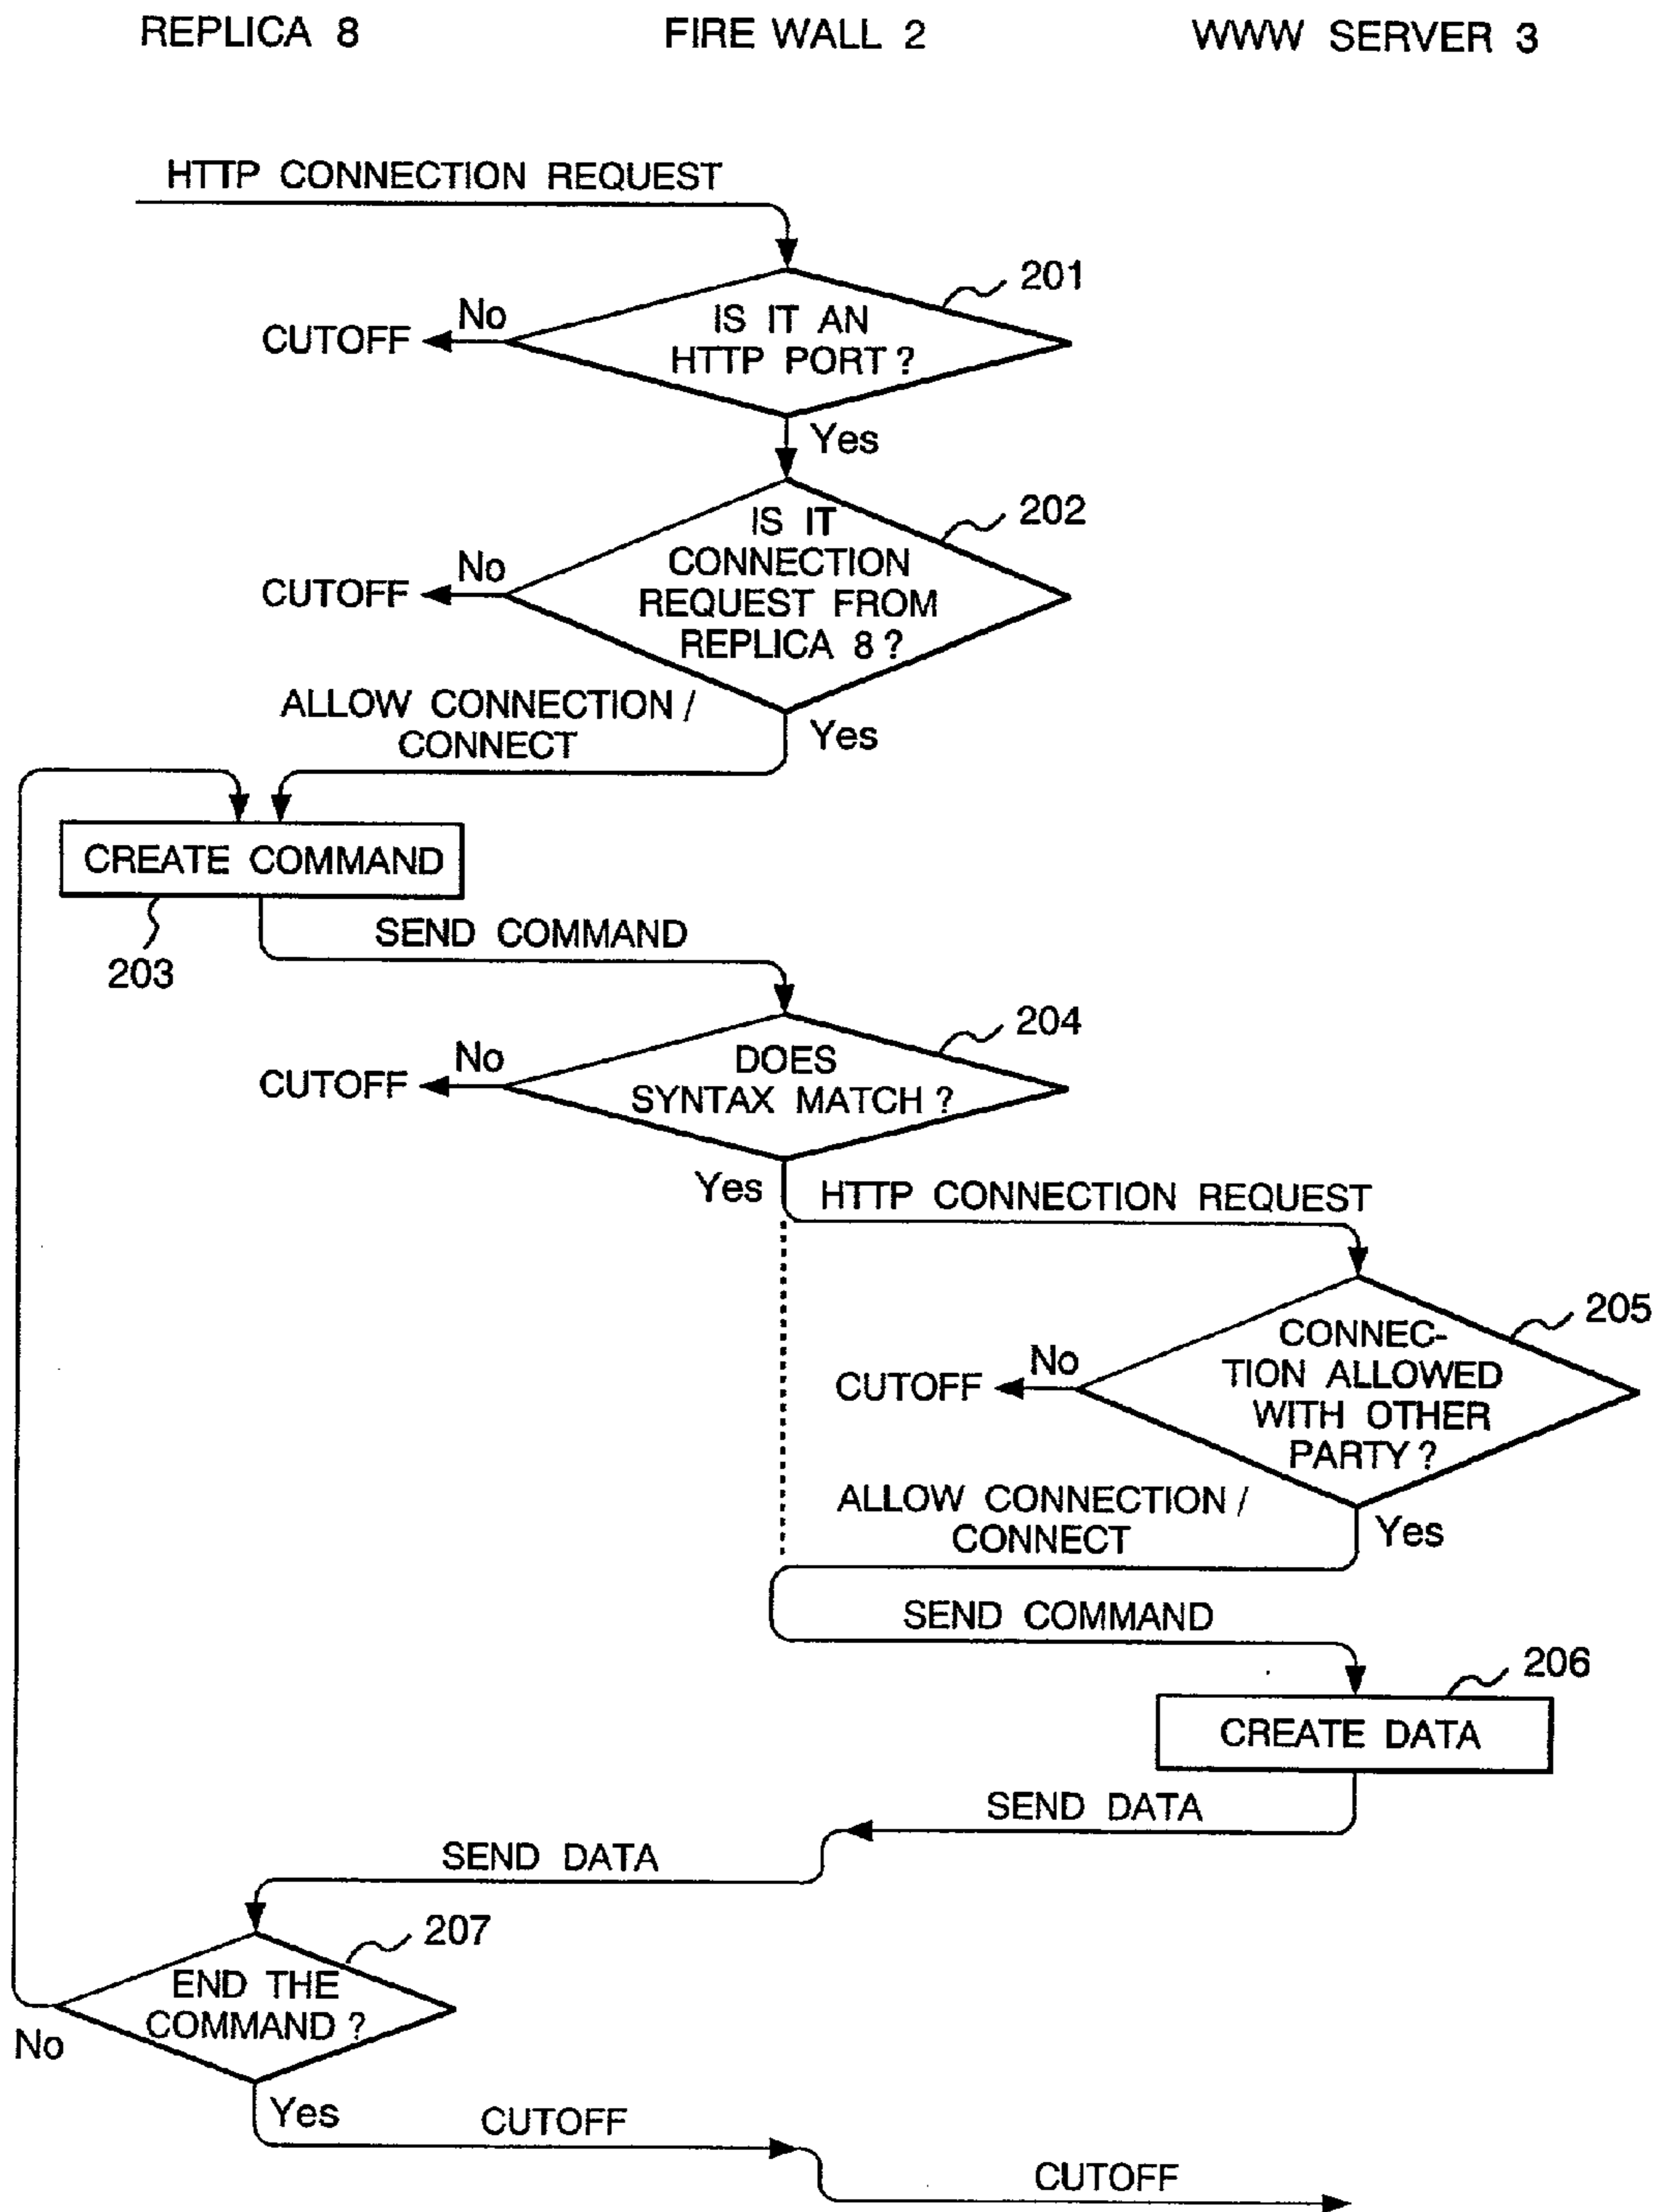 REPLICA 8
FIRE WALL 2
WWW SERVER 3
HTTP CONNECTION REQUEST
201
IS IT AN
HTTP PORT ?
No
CUTOFF
Yes
202
IS IT
CONNECTION
REQUEST FROM
REPLICA 8 ?
No
CUTOFF
ALLOW CONNECTION /
CONNECT
Yes
CREATE COMMAND
203
SEND COMMAND
204
DOES
SYNTAX MATCH ?
No
CUTOFF
Yes
HTTP CONNECTION REQUEST
205
CONNEC-
TION ALLOWED
WITH OTHER
PARTY ?
No
CUTOFF
ALLOW CONNECTION /
CONNECT
Yes
SEND COMMAND
206
CREATE DATA
SEND DATA
SEND DATA
207
END THE
COMMAND ?
No
Yes
CUTOFF
CUTOFF